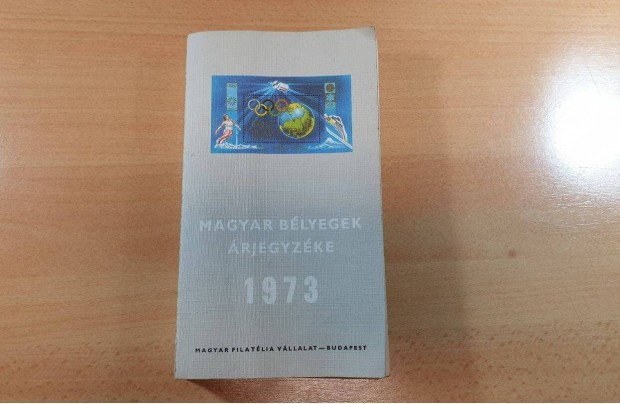 MAGYAR BÉLYEGEK
ÁRJEGYZÉKE
1973
MAGYAR FILATÉLIA VÁLLALAT — BUDAPEST